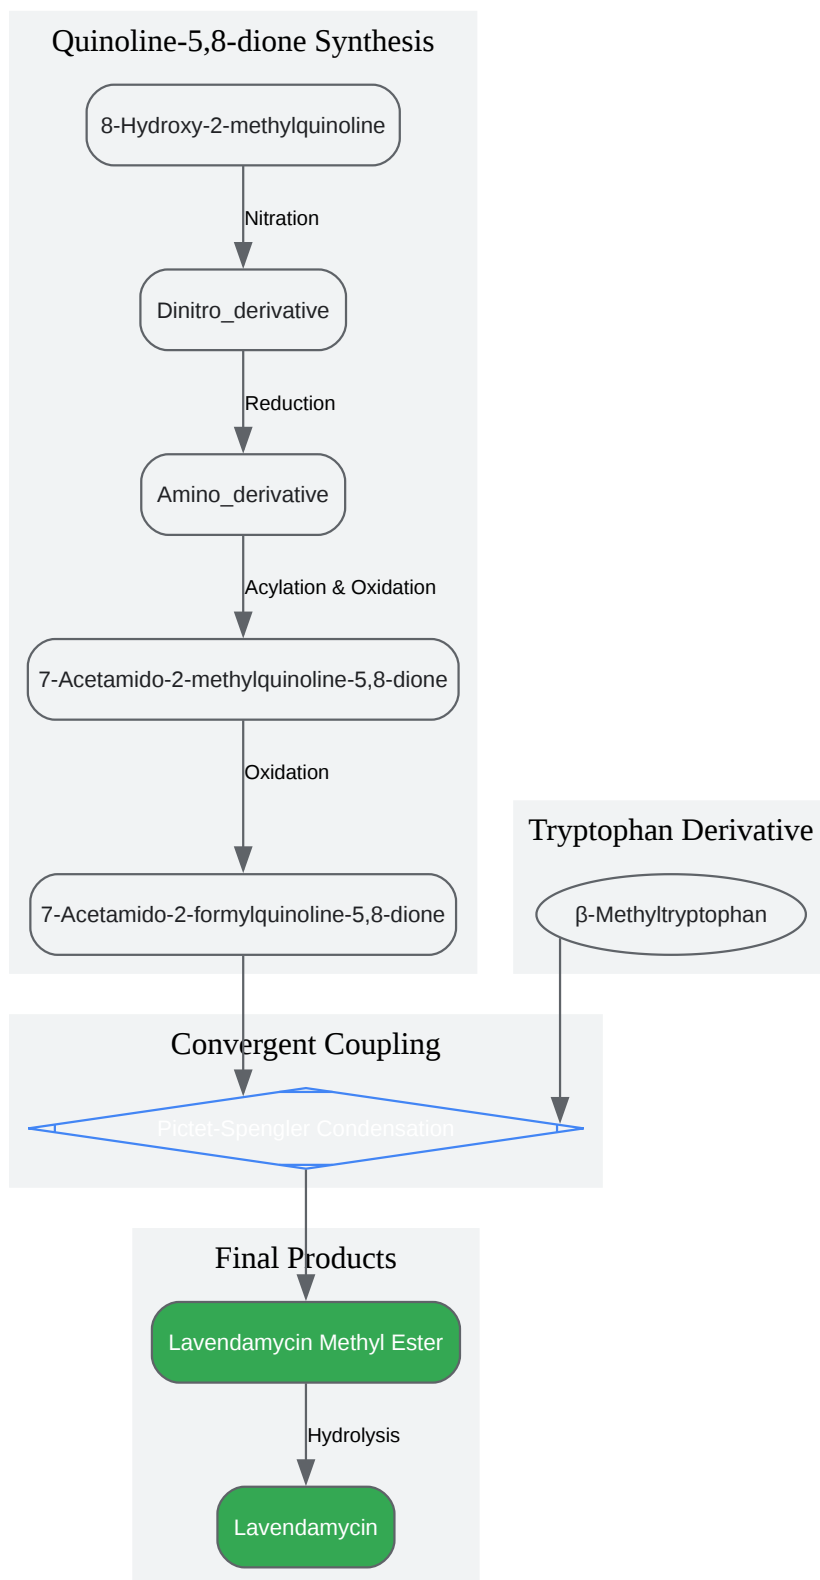 Quinoline-5,8-dione Synthesis
8-Hydroxy-2-methylquinoline
Nitration
Dinitro_derivative
Reduction
Amino_derivative
Acylation & Oxidation
7-Acetamido-2-methylquinoline-5,8-dione
Oxidation
7-Acetamido-2-formylquinoline-5,8-dione
Tryptophan Derivative
β-Methyltryptophan
Convergent Coupling
Pictet-Spengler Condensation
Final Products
Lavendamycin Methyl Ester
Hydrolysis
Lavendamycin